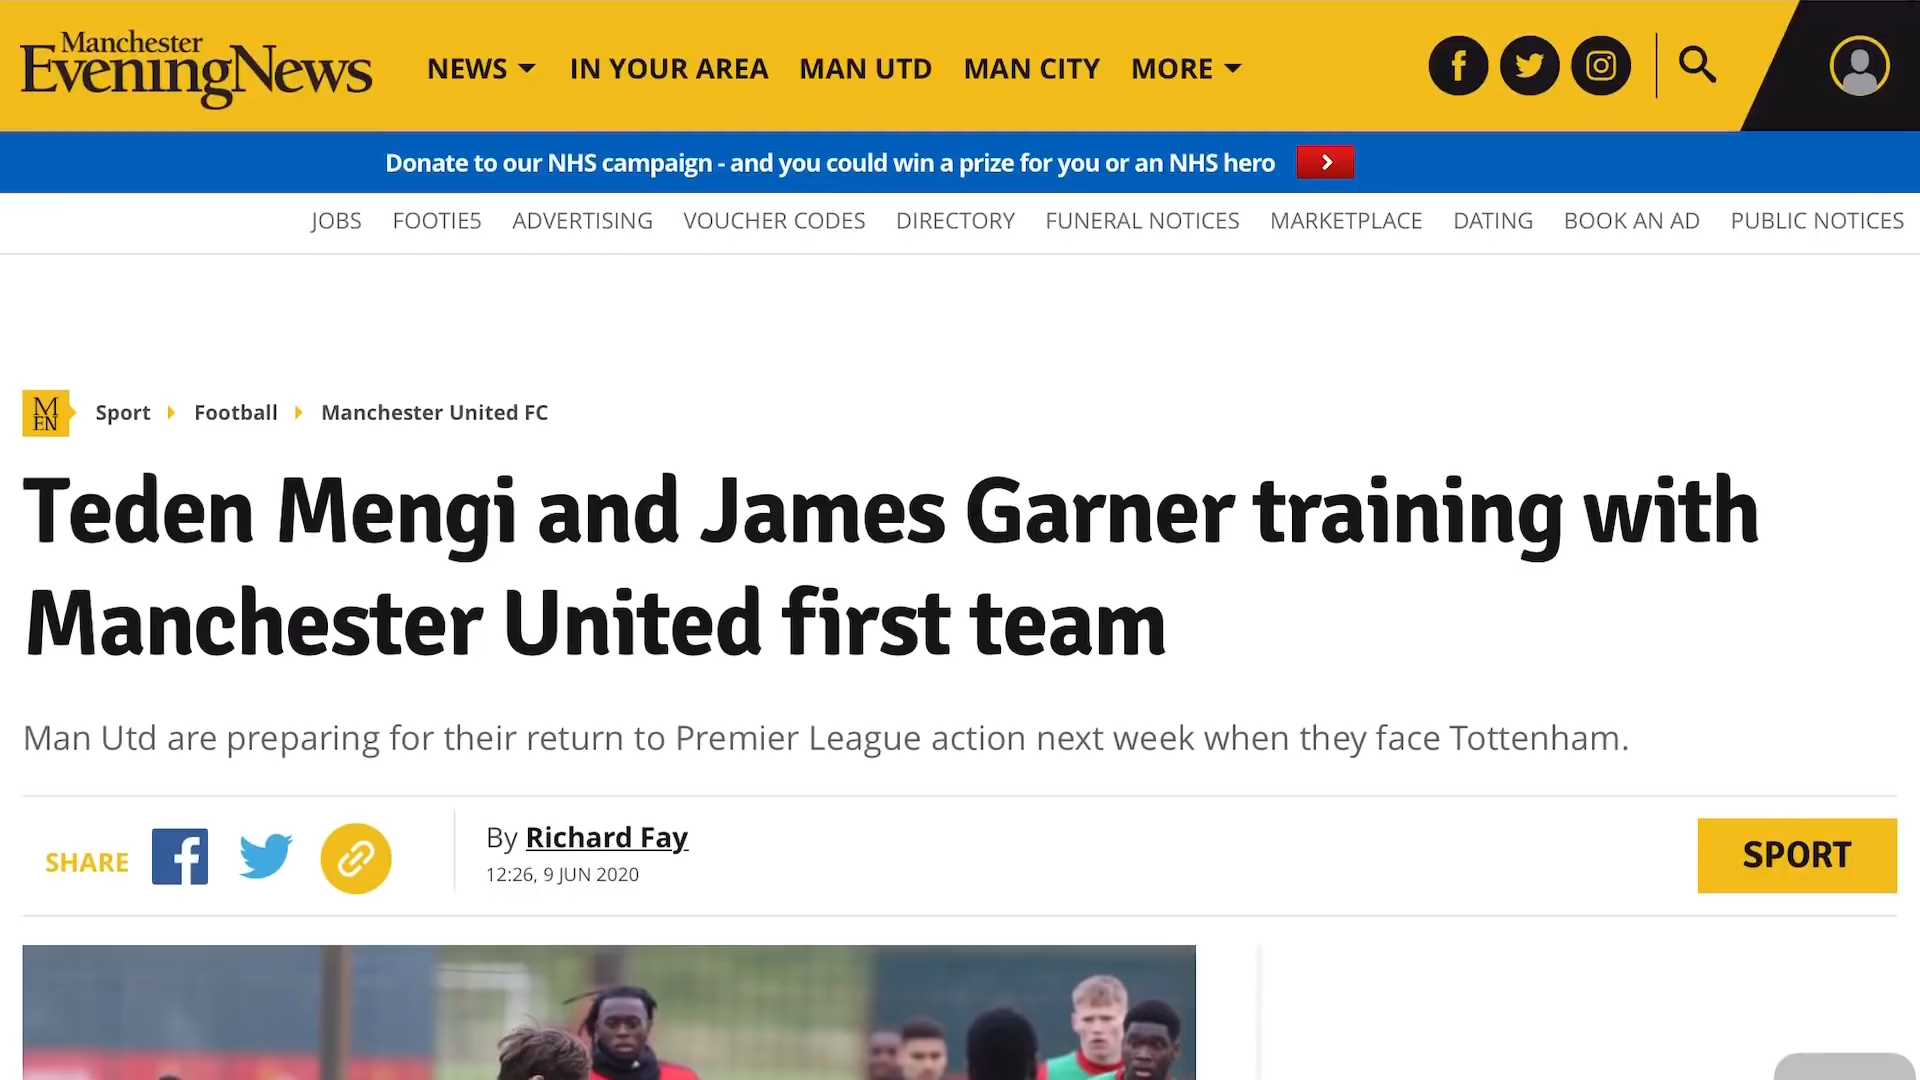 Manchester
EveningNews
NEWS IN YOUR AREA MAN UTD MAN CITY MORE
Donate to our NHS campaign - and you could win a prize for you or an NHS hero
JOBS FOOTIE5 ADVERTISING VOUCHER CODES DIRECTORY FUNERAL NOTICES MARKETPLACE DATING BOOK AN AD PUBLIC NOTICES
M
EN
Sport Football Manchester United FC
Teden Mengi and James Garner training with
Manchester United first team
Man Utd are preparing for their return to Premier League action next week when they face Tottenham.
SHARE
By Richard Fay
12:26, 9 JUN 2020
SPORT